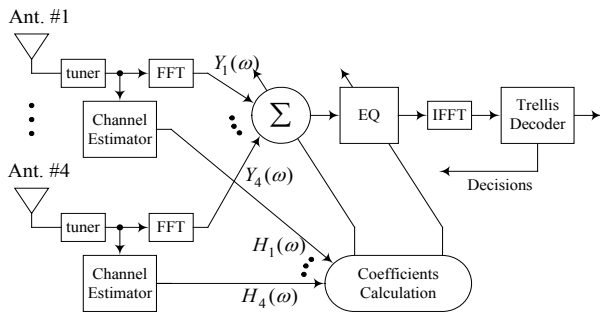 Ant. #1
tuner
FFT
Y₁(ω)
Channel
Estimator
Σ
EQ
IFFT
Trellis
Decoder
Decisions
Ant. #4
Y₄(ω)
tuner
FFT
H₁(ω)
Channel
Estimator
H₄(ω)
Coefficients
Calculation